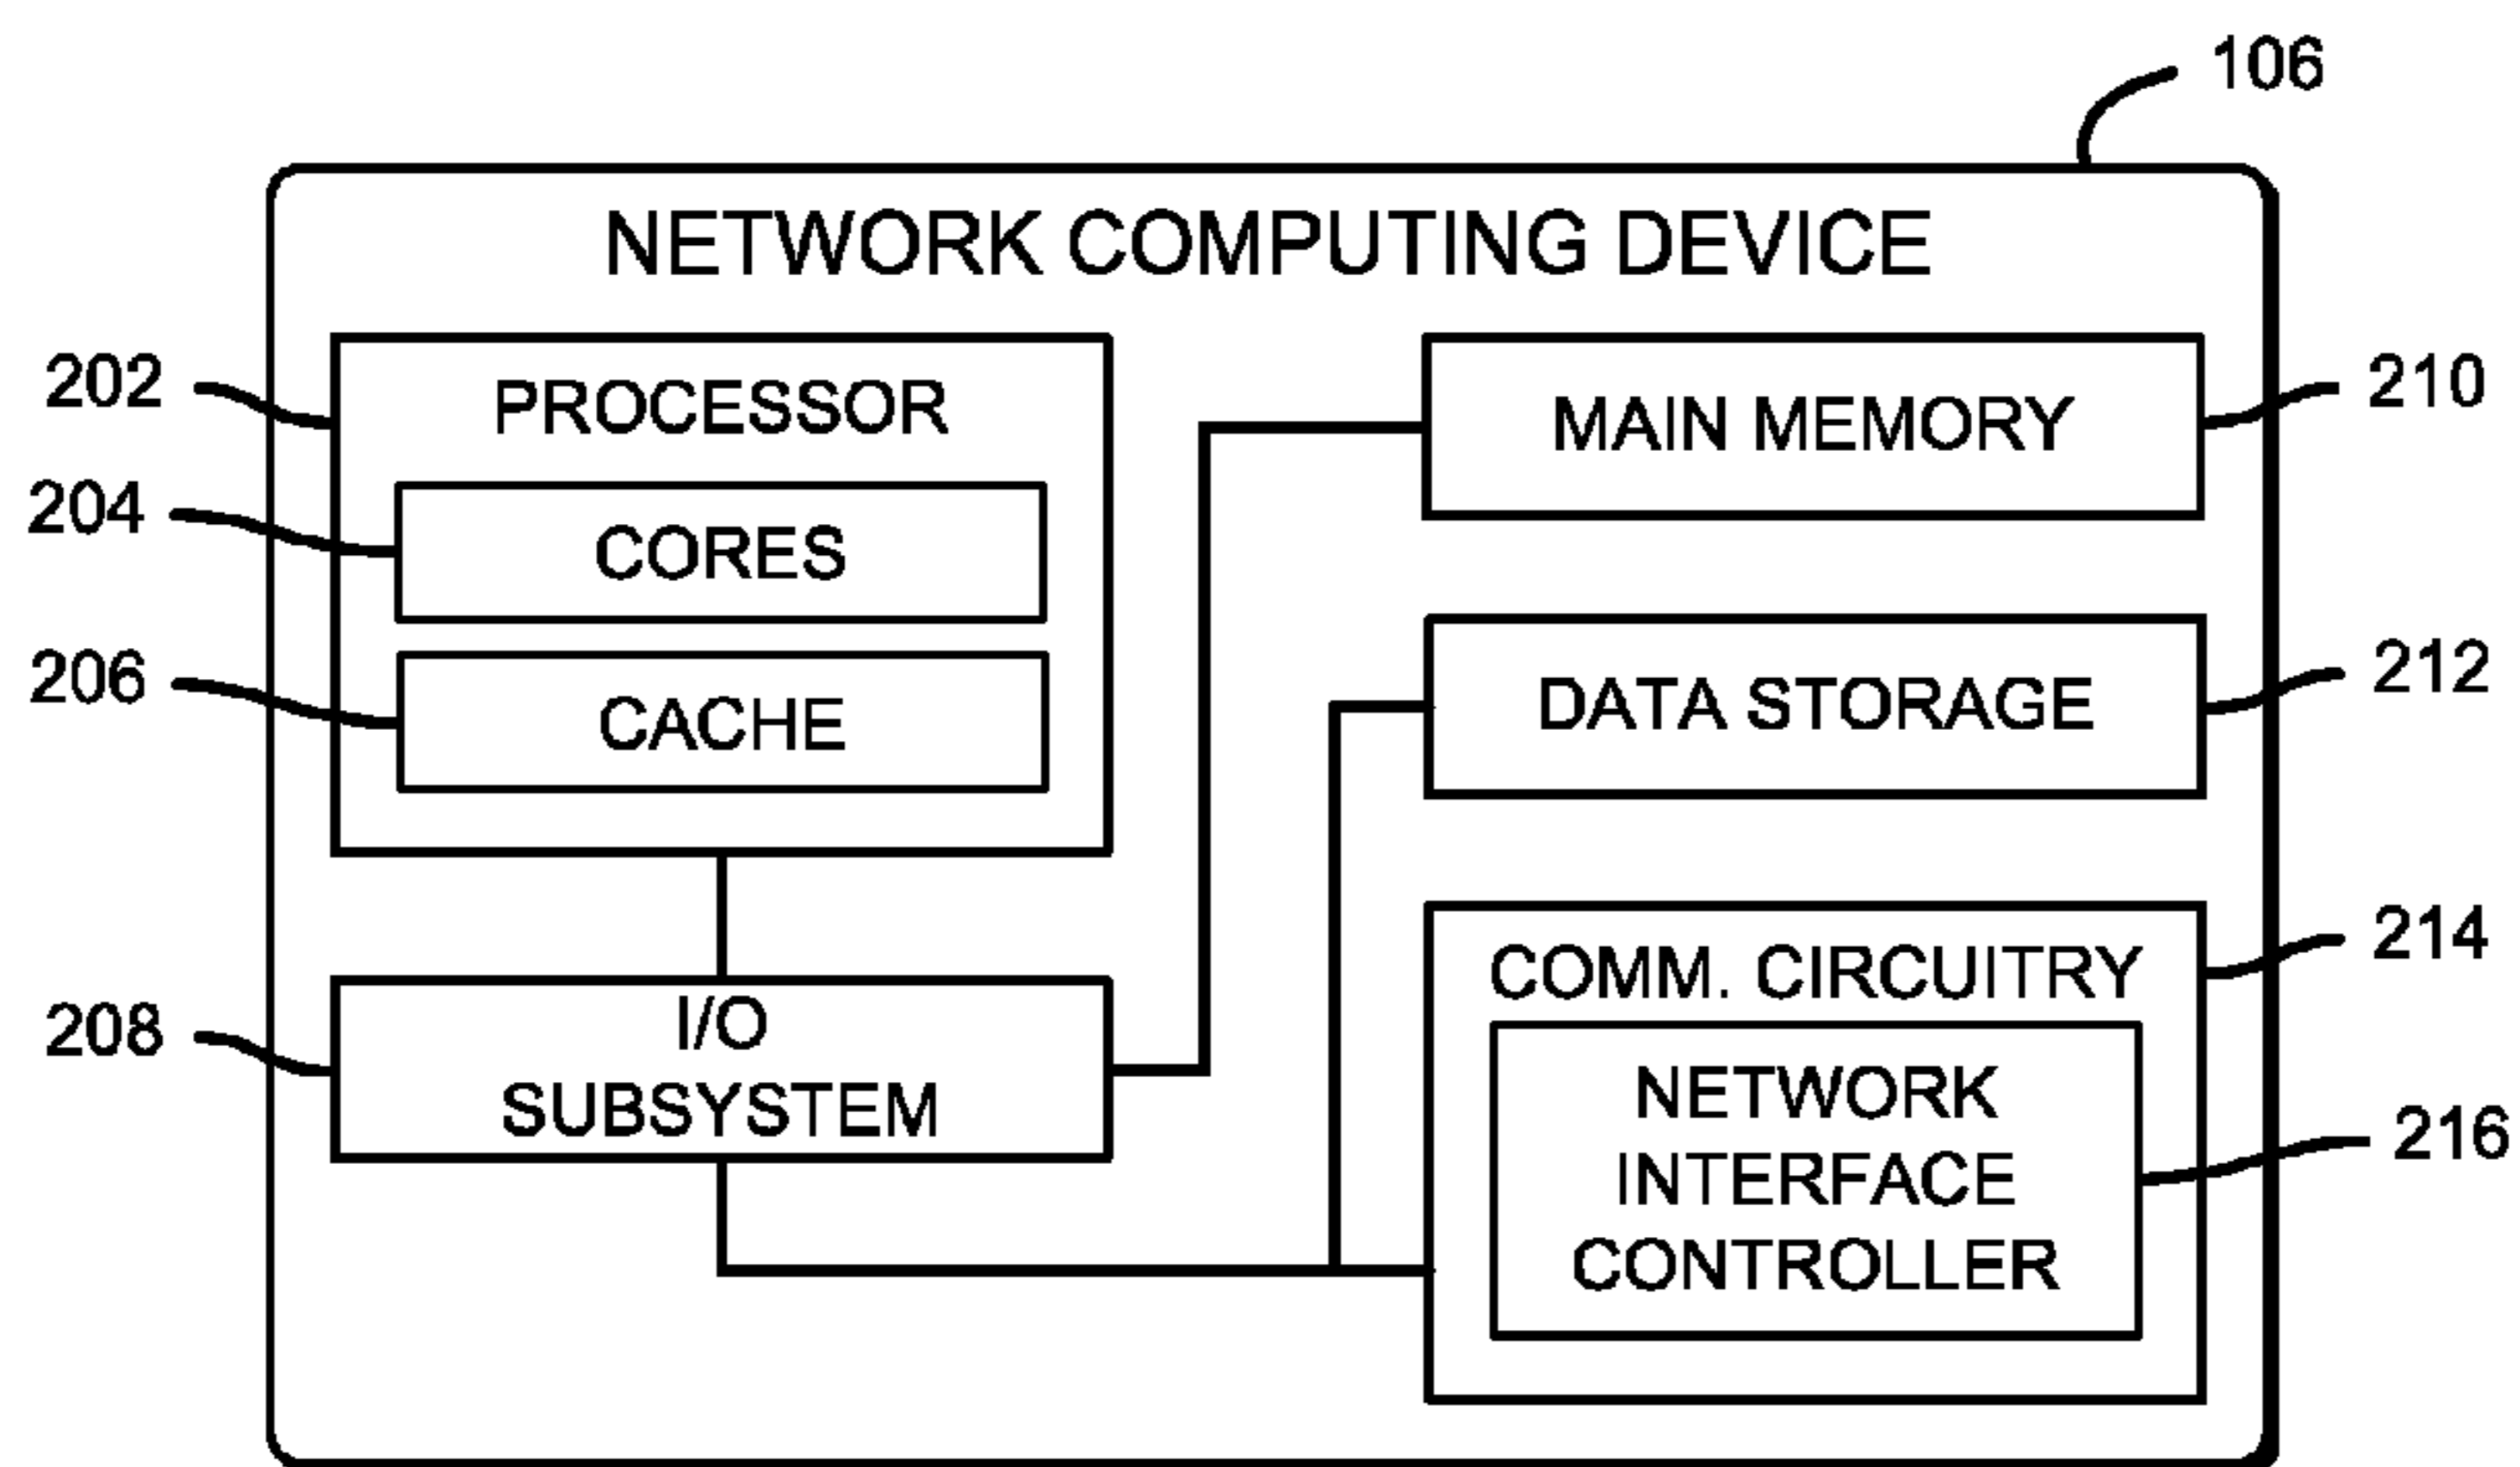 106
NETWORK COMPUTING DEVICE
202
PROCESSOR
204
CORES
206
CACHE
208
I/O
SUBSYSTEM
MAIN MEMORY
210
DATA STORAGE
212
COMM. CIRCUITRY
214
NETWORK
INTERFACE
CONTROLLER
216